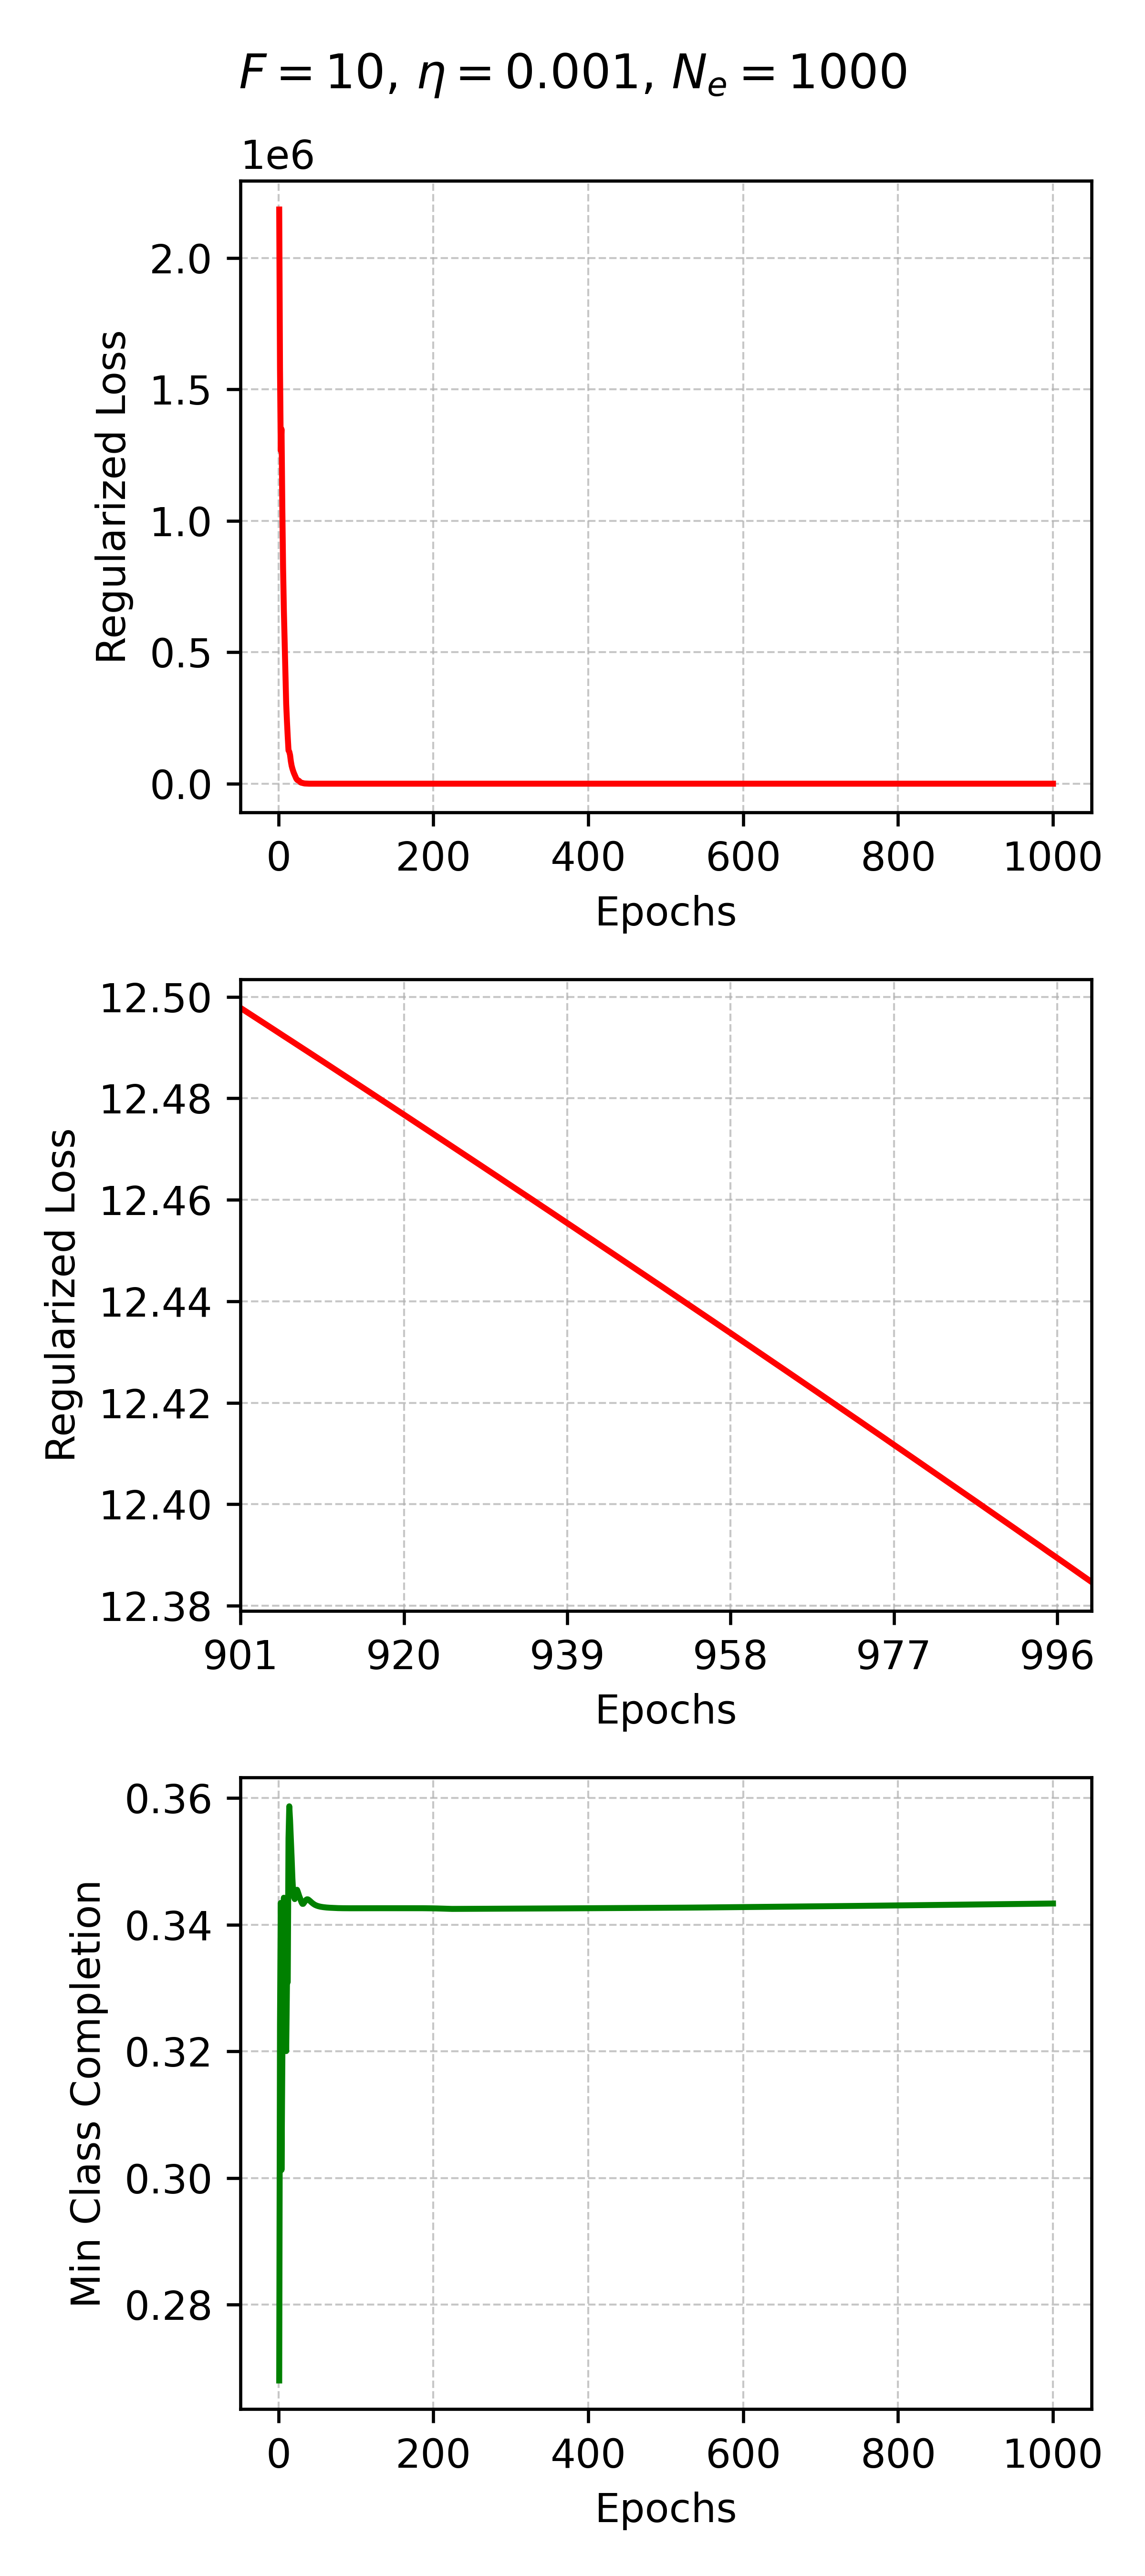 F = 10, η = 0.001, Nₑ = 1000
1e6
2.0
1.5
1.0
0.5
0.0
Regularized Loss
0 200 400 600 800 1000
Epochs
12.50
12.48
12.46
12.44
12.42
12.40
12.38
Regularized Loss
901 920 939 958 977 996
Epochs
0.36
0.34
0.32
0.30
0.28
Min Class Completion
0 200 400 600 800 1000
Epochs